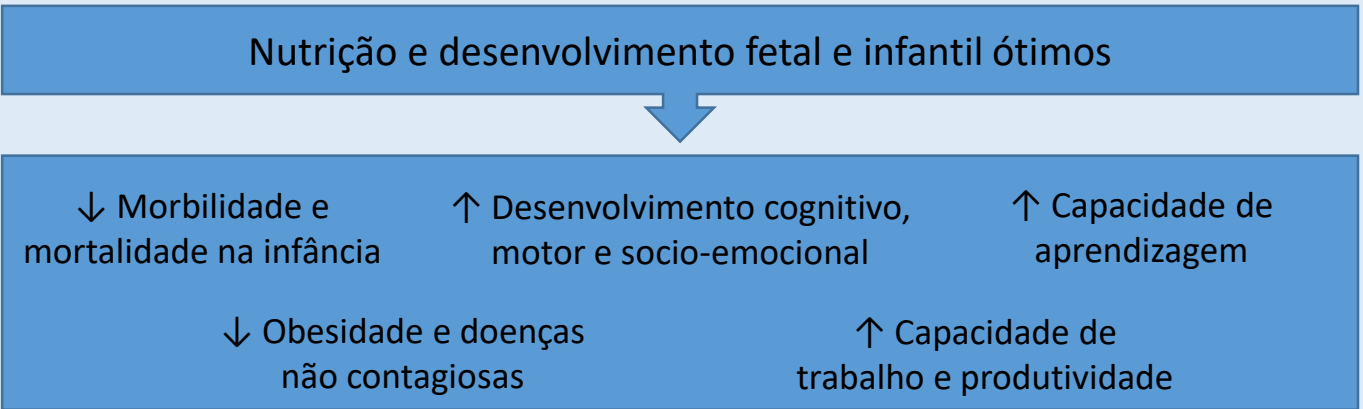 Nutrição e desenvolvimento fetal e infantil ótimos
↓ Morbilidade e
mortalidade na infância
↑ Desenvolvimento cognitivo,
motor e socio-emocional
↑ Capacidade de
aprendizagem
↓ Obesidade e doenças
não contagiosas
↑ Capacidade de
trabalho e produtividade